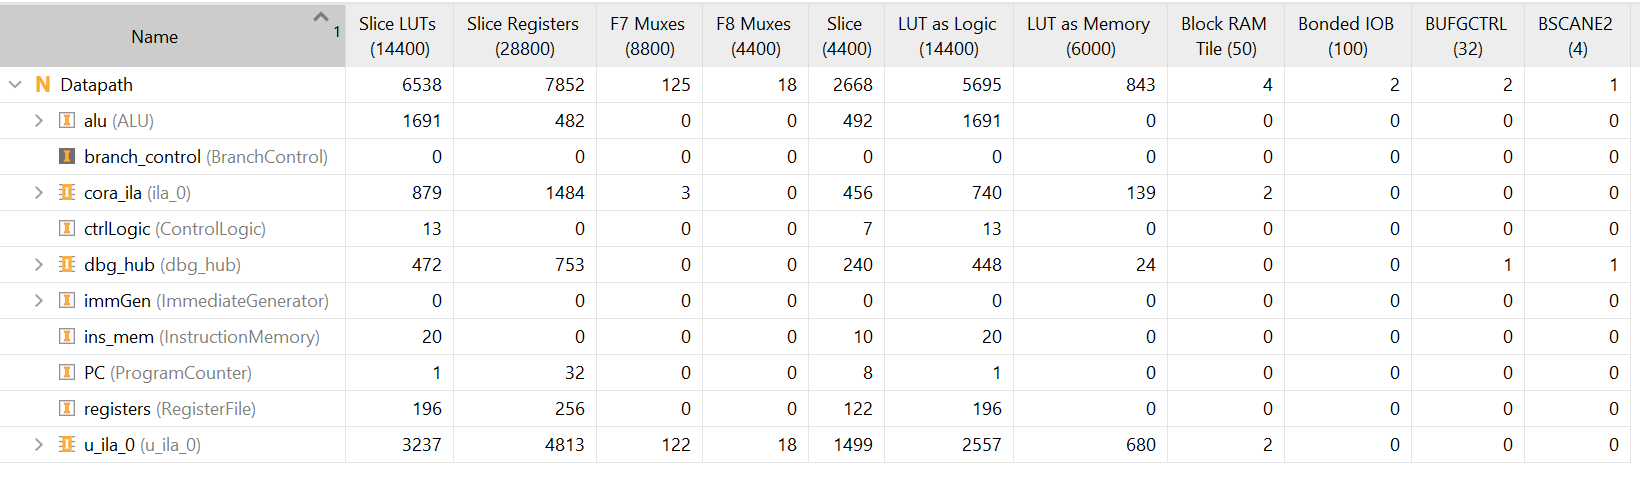 Name 1 Slice LUTs (14400) Slice Registers (28800) F7 Muxes (8800) F8 Muxes (4400) Slice (4400) LUT as Logic (14400) LUT as Memory (6000) Block RAM Tile (50) Bonded IOB (100) BUFGCTRL (32) BSCANE2 (4)
N Datapath 6538 7852 125 18 2668 5695 843 4 2 2 1
I alu (ALU) 1691 482 0 0 492 1691 0 0 0 0 0
I branch_control (BranchControl) 0 0 0 0 0 0 0 0 0 0 0
I cora_ila (ila_0) 879 1484 3 0 456 740 139 2 0 0 0
I ctrlLogic (ControlLogic) 13 0 0 0 7 13 0 0 0 0 0
I dbg_hub (dbg_hub) 472 753 0 0 240 448 24 0 0 1 1
I immGen (ImmediateGenerator) 0 0 0 0 0 0 0 0 0 0 0
I ins_mem (InstructionMemory) 20 0 0 0 10 20 0 0 0 0 0
I PC (ProgramCounter) 1 32 0 0 8 1 0 0 0 0 0
I registers (RegisterFile) 196 256 0 0 122 196 0 0 0 0 0
I u_ila_0 (u_ila_0) 3237 4813 122 18 1499 2557 680 2 0 0 0